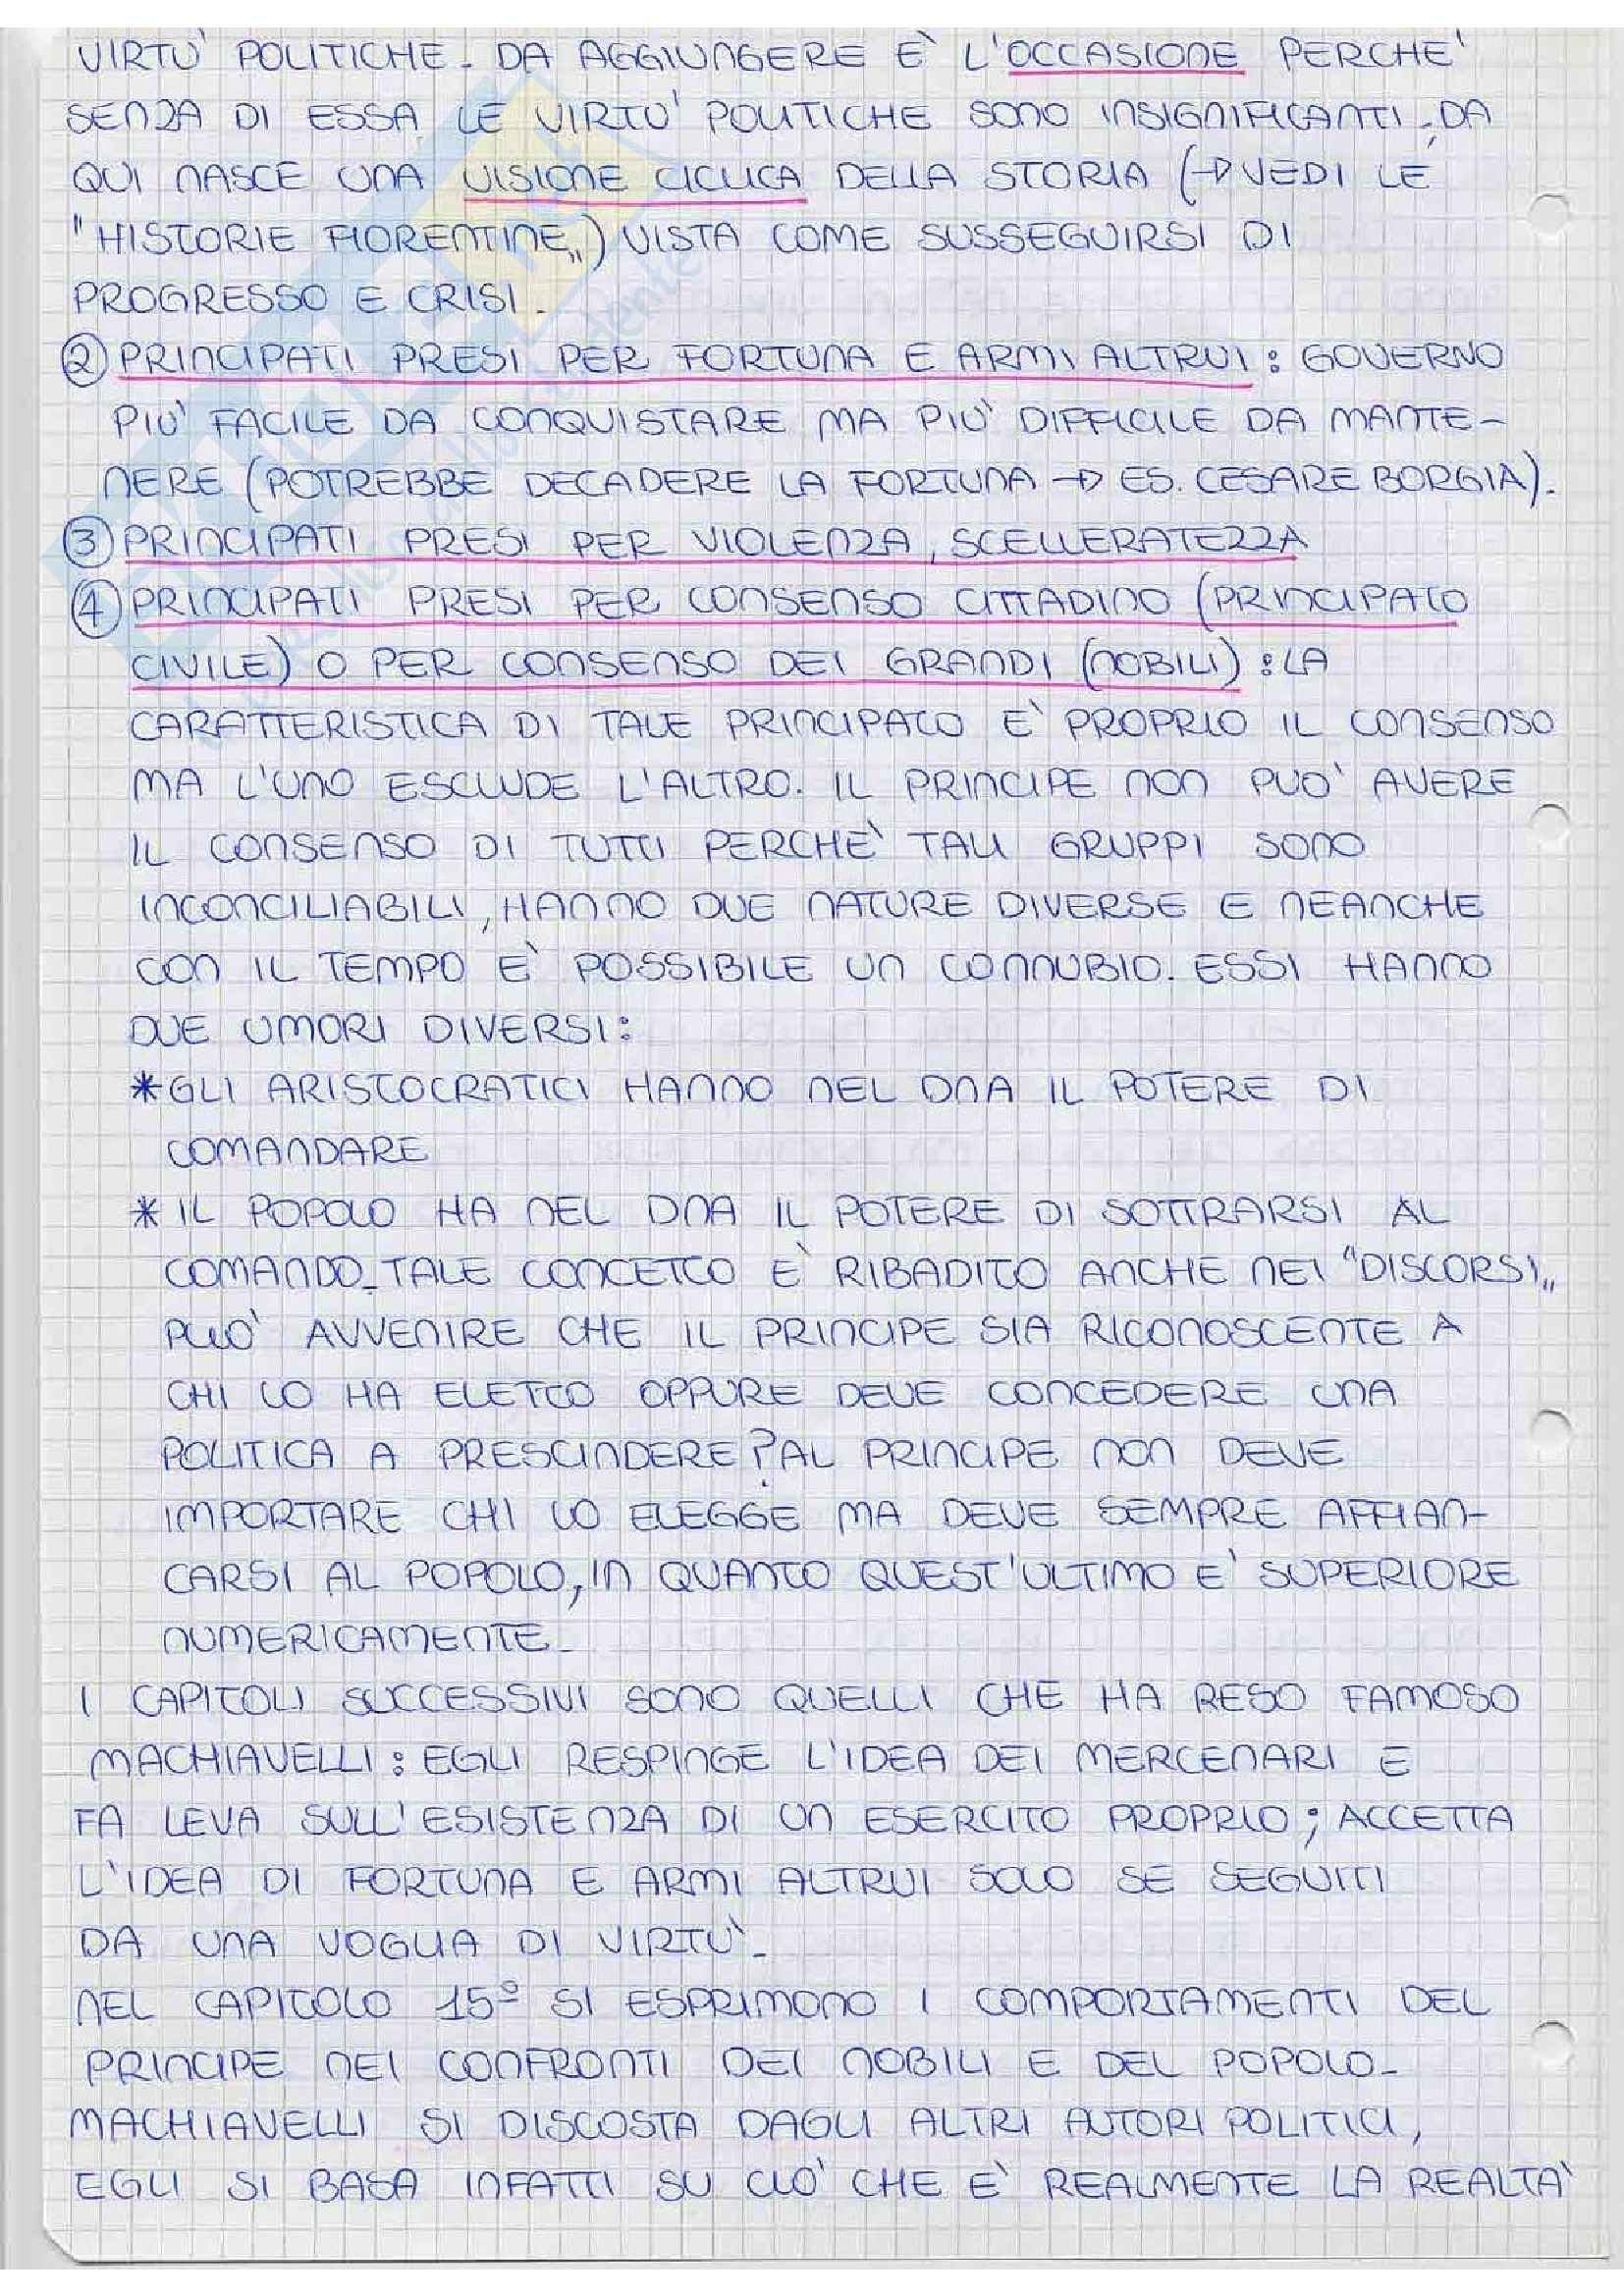 VIRTU' POLITICHE. DA AGGIUNGERE E' L'OCCASIONE PERCHE'
SENZA DI ESSA LE VIRTU' POLITICHE SONO INSIGNIFICANTI. DA
QUI NASCE UNA VISIONE CICLICA DELLA STORIA (→ VEDI LE
"HISTORIE FIORENTINE„) VISTA COME SUSSEGUIRSI DI
PROGRESSO E CRISI.
② PRINCIPATI PRESI PER FORTUNA E ARMI ALTRUI: GOVERNO
PIU' FACILE DA CONQUISTARE MA PIU' DIFFICILE DA MANTE-
NERE (POTREBBE DECADERE LA FORTUNA → ES. CESARE BORGIA).
③ PRINCIPATI PRESI PER VIOLENZA, SCELLERATEZZA
④ PRINCIPATI PRESI PER CONSENSO CITTADINO (PRINCIPATO
CIVILE) O PER CONSENSO DEI GRANDI (NOBILI): LA
CARATTERISTICA DI TALE PRINCIPATO E' PROPRIO IL CONSENSO
MA L'UNO ESCLUDE L'ALTRO. IL PRINCIPE NON PUO' AVERE
IL CONSENSO DI TUTTI PERCHE' TALI GRUPPI SONO
INCONCILIABILI, HANNO DUE NATURE DIVERSE E NEANCHE
CON IL TEMPO E' POSSIBILE UN CONNUBIO. ESSI HANNO
DUE UMORI DIVERSI:
* GLI ARISTOCRATICI HANNO NEL DNA IL POTERE DI
COMANDARE
* IL POPOLO HA NEL DNA IL POTERE DI SOTTRARSI AL
COMANDO. TALE CONCETTO E' RIBADITO ANCHE NEI "DISCORSI„
PUO' AVVENIRE CHE IL PRINCIPE SIA RICONOSCENTE A
CHI LO HA ELETTO OPPURE DEVE CONCEDERE UNA
POLITICA A PRESCINDERE? AL PRINCIPE NON DEVE
IMPORTARE CHI LO ELEGGE MA DEVE SEMPRE AFFIAN-
CARSI AL POPOLO, IN QUANTO QUEST'ULTIMO E' SUPERIORE
NUMERICAMENTE.
I CAPITOLI SUCCESSIVI SONO QUELLI CHE HA RESO FAMOSO
MACHIAVELLI: EGLI RESPINGE L'IDEA DEI MERCENARI E
FA LEVA SULL'ESISTENZA DI UN ESERCITO PROPRIO; ACCETTA
L'IDEA DI FORTUNA E ARMI ALTRUI SOLO SE SEGUITI
DA UNA VOGLIA DI VIRTU'.
NEL CAPITOLO 15º SI ESPRIMONO I COMPORTAMENTI DEL
PRINCIPE NEI CONFRONTI DEI NOBILI E DEL POPOLO.
MACHIAVELLI SI DISCOSTA DAGLI ALTRI AUTORI POLITICI,
EGLI SI BASA INFATTI SU CIO' CHE E' REALMENTE LA REALTA'